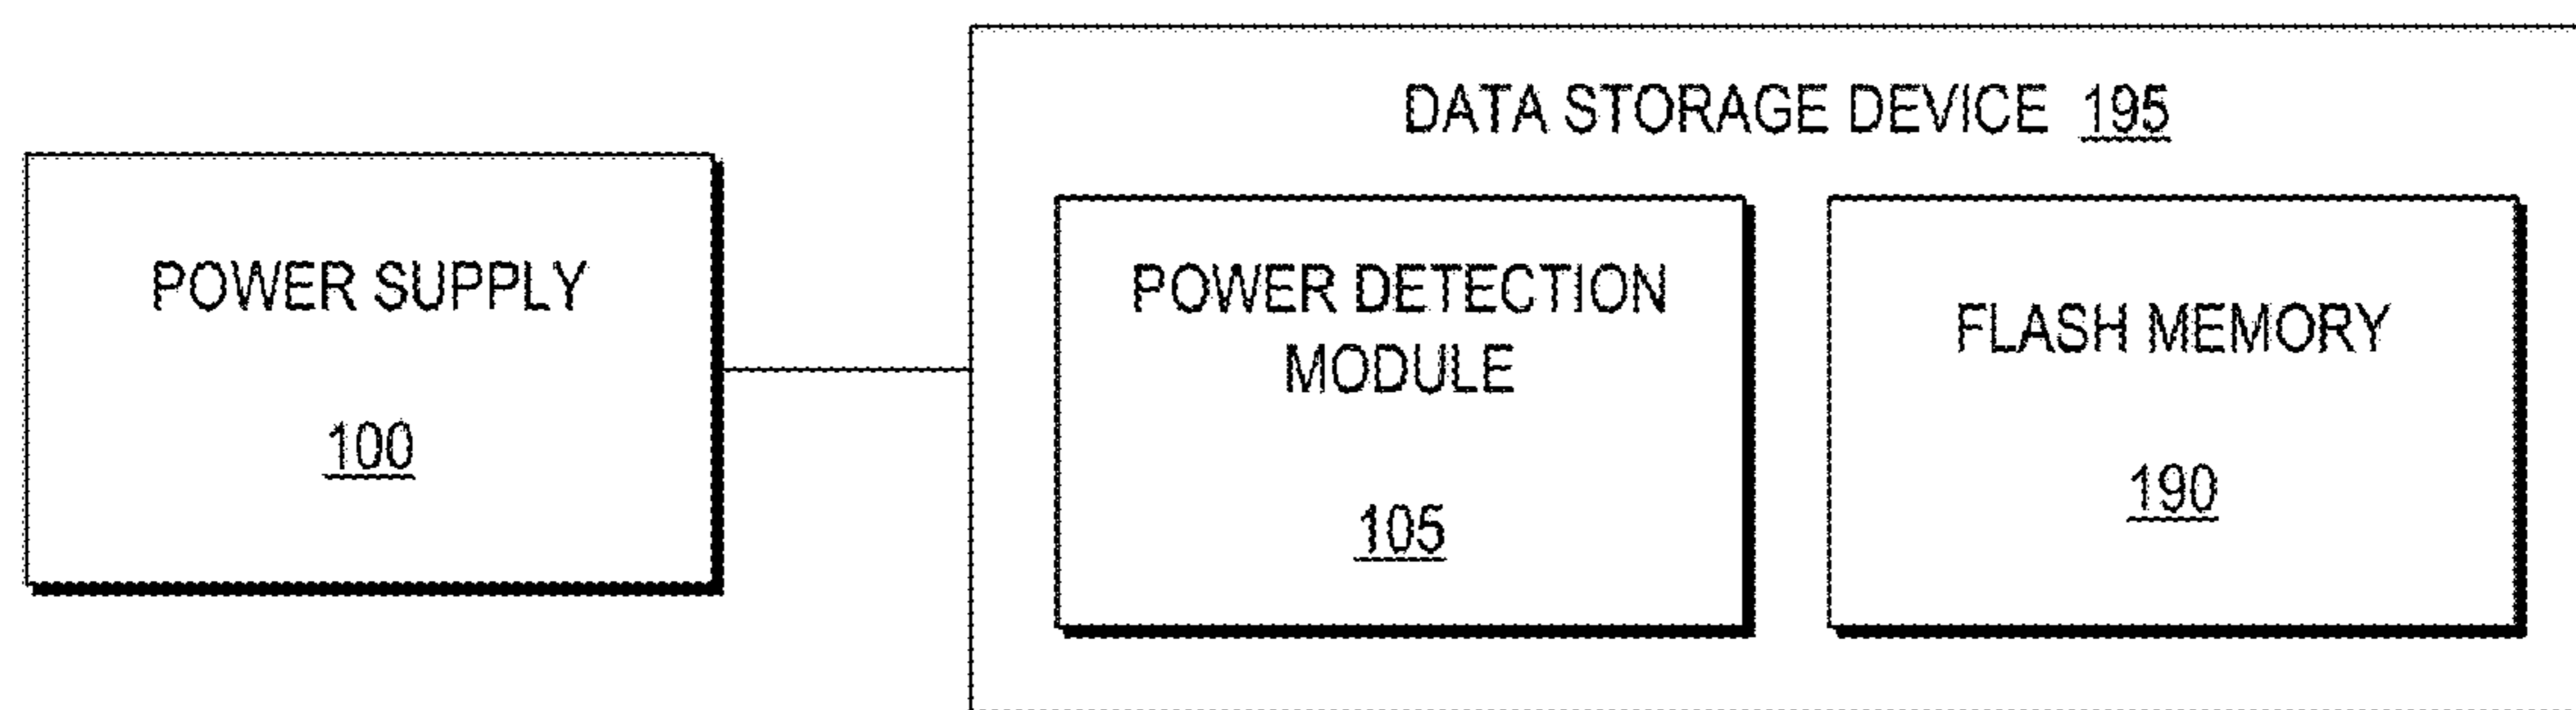 DATA STORAGE DEVICE 195
POWER SUPPLY
100
POWER DETECTION
MODULE
105
FLASH MEMORY
190